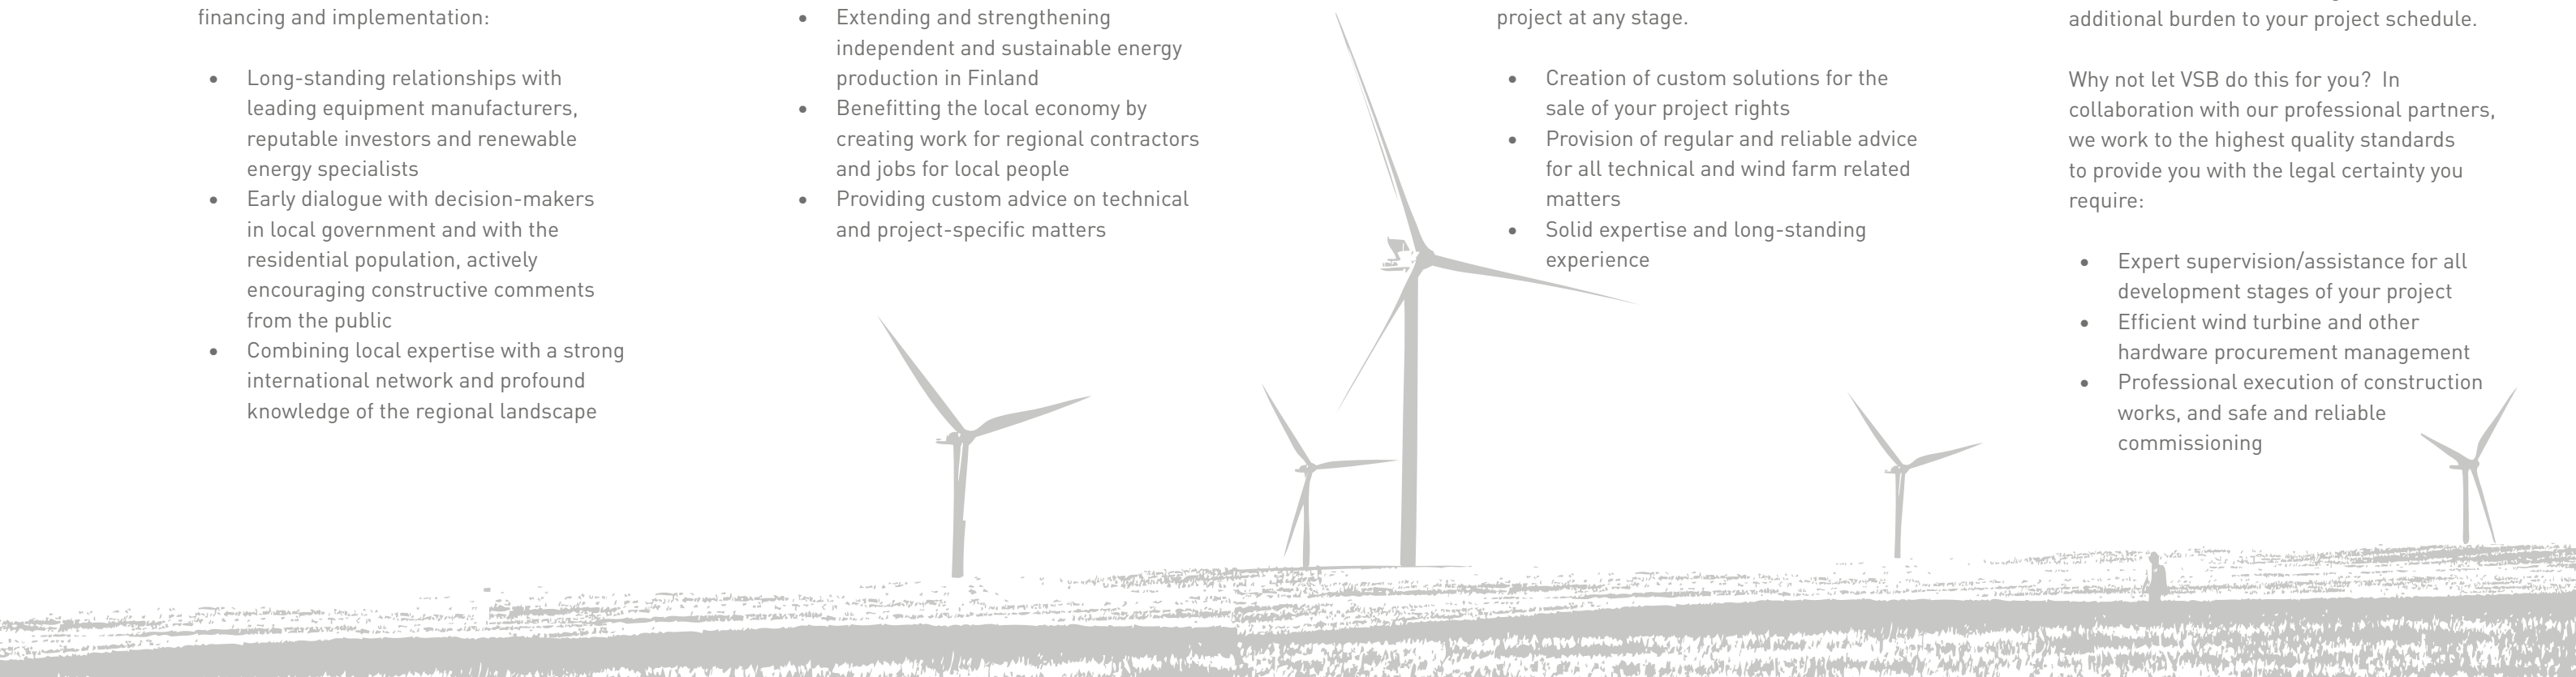 financing and implementation:
• Long-standing relationships with
leading equipment manufacturers,
reputable investors and renewable
energy specialists
• Early dialogue with decision-makers
in local government and with the
residential population, actively
encouraging constructive comments
from the public
• Combining local expertise with a strong
international network and profound
knowledge of the regional landscape
• Extending and strengthening
independent and sustainable energy
production in Finland
• Benefitting the local economy by
creating work for regional contractors
and jobs for local people
• Providing custom advice on technical
and project-specific matters
project at any stage.
• Creation of custom solutions for the
sale of your project rights
• Provision of regular and reliable advice
for all technical and wind farm related
matters
• Solid expertise and long-standing
experience
additional burden to your project schedule.
Why not let VSB do this for you?  In
collaboration with our professional partners,
we work to the highest quality standards
to provide you with the legal certainty you
require:
• Expert supervision/assistance for all
development stages of your project
• Efficient wind turbine and other
hardware procurement management
• Professional execution of construction
works, and safe and reliable
commissioning